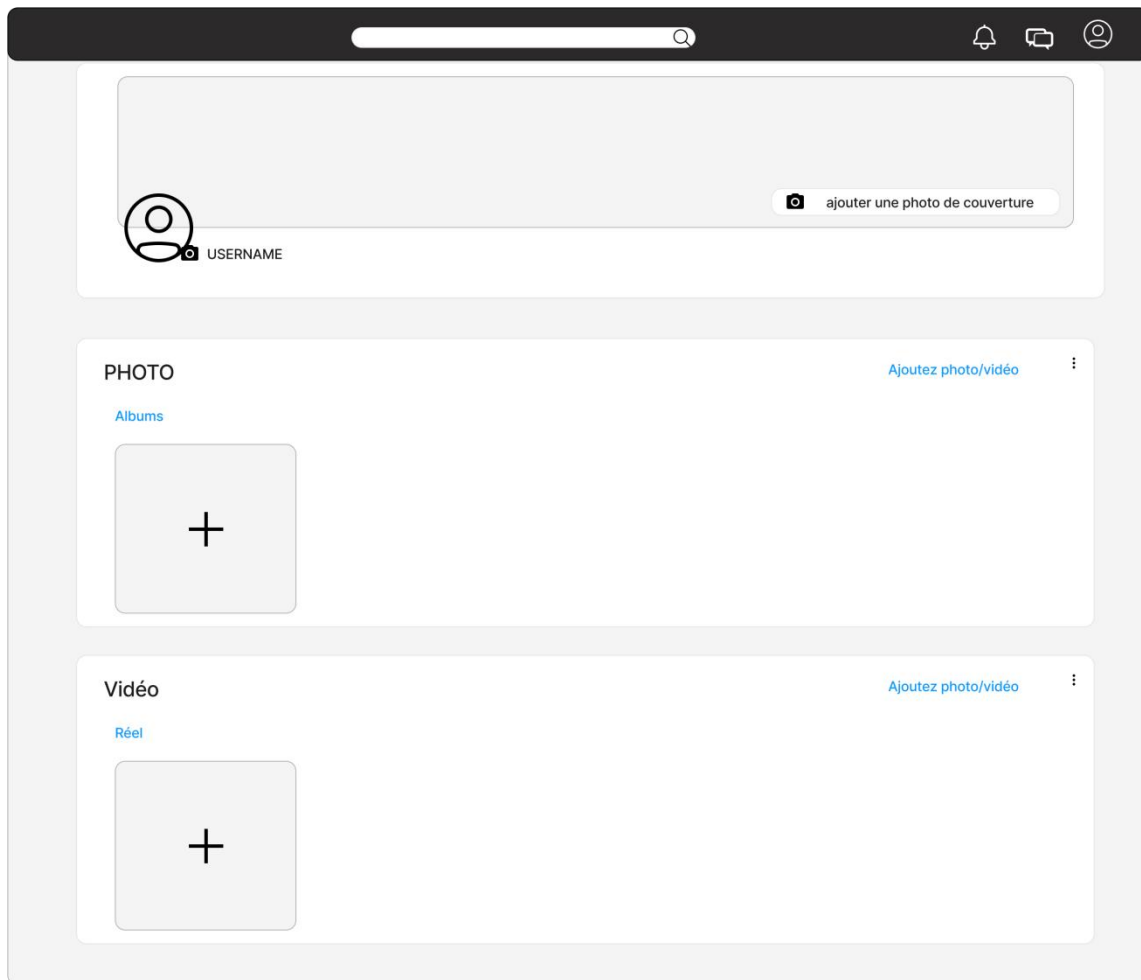 ajouter une photo de couverture
USERNAME
PHOTO
Ajoutez photo/vidéo
Albums
Vidéo
Ajoutez photo/vidéo
Réel